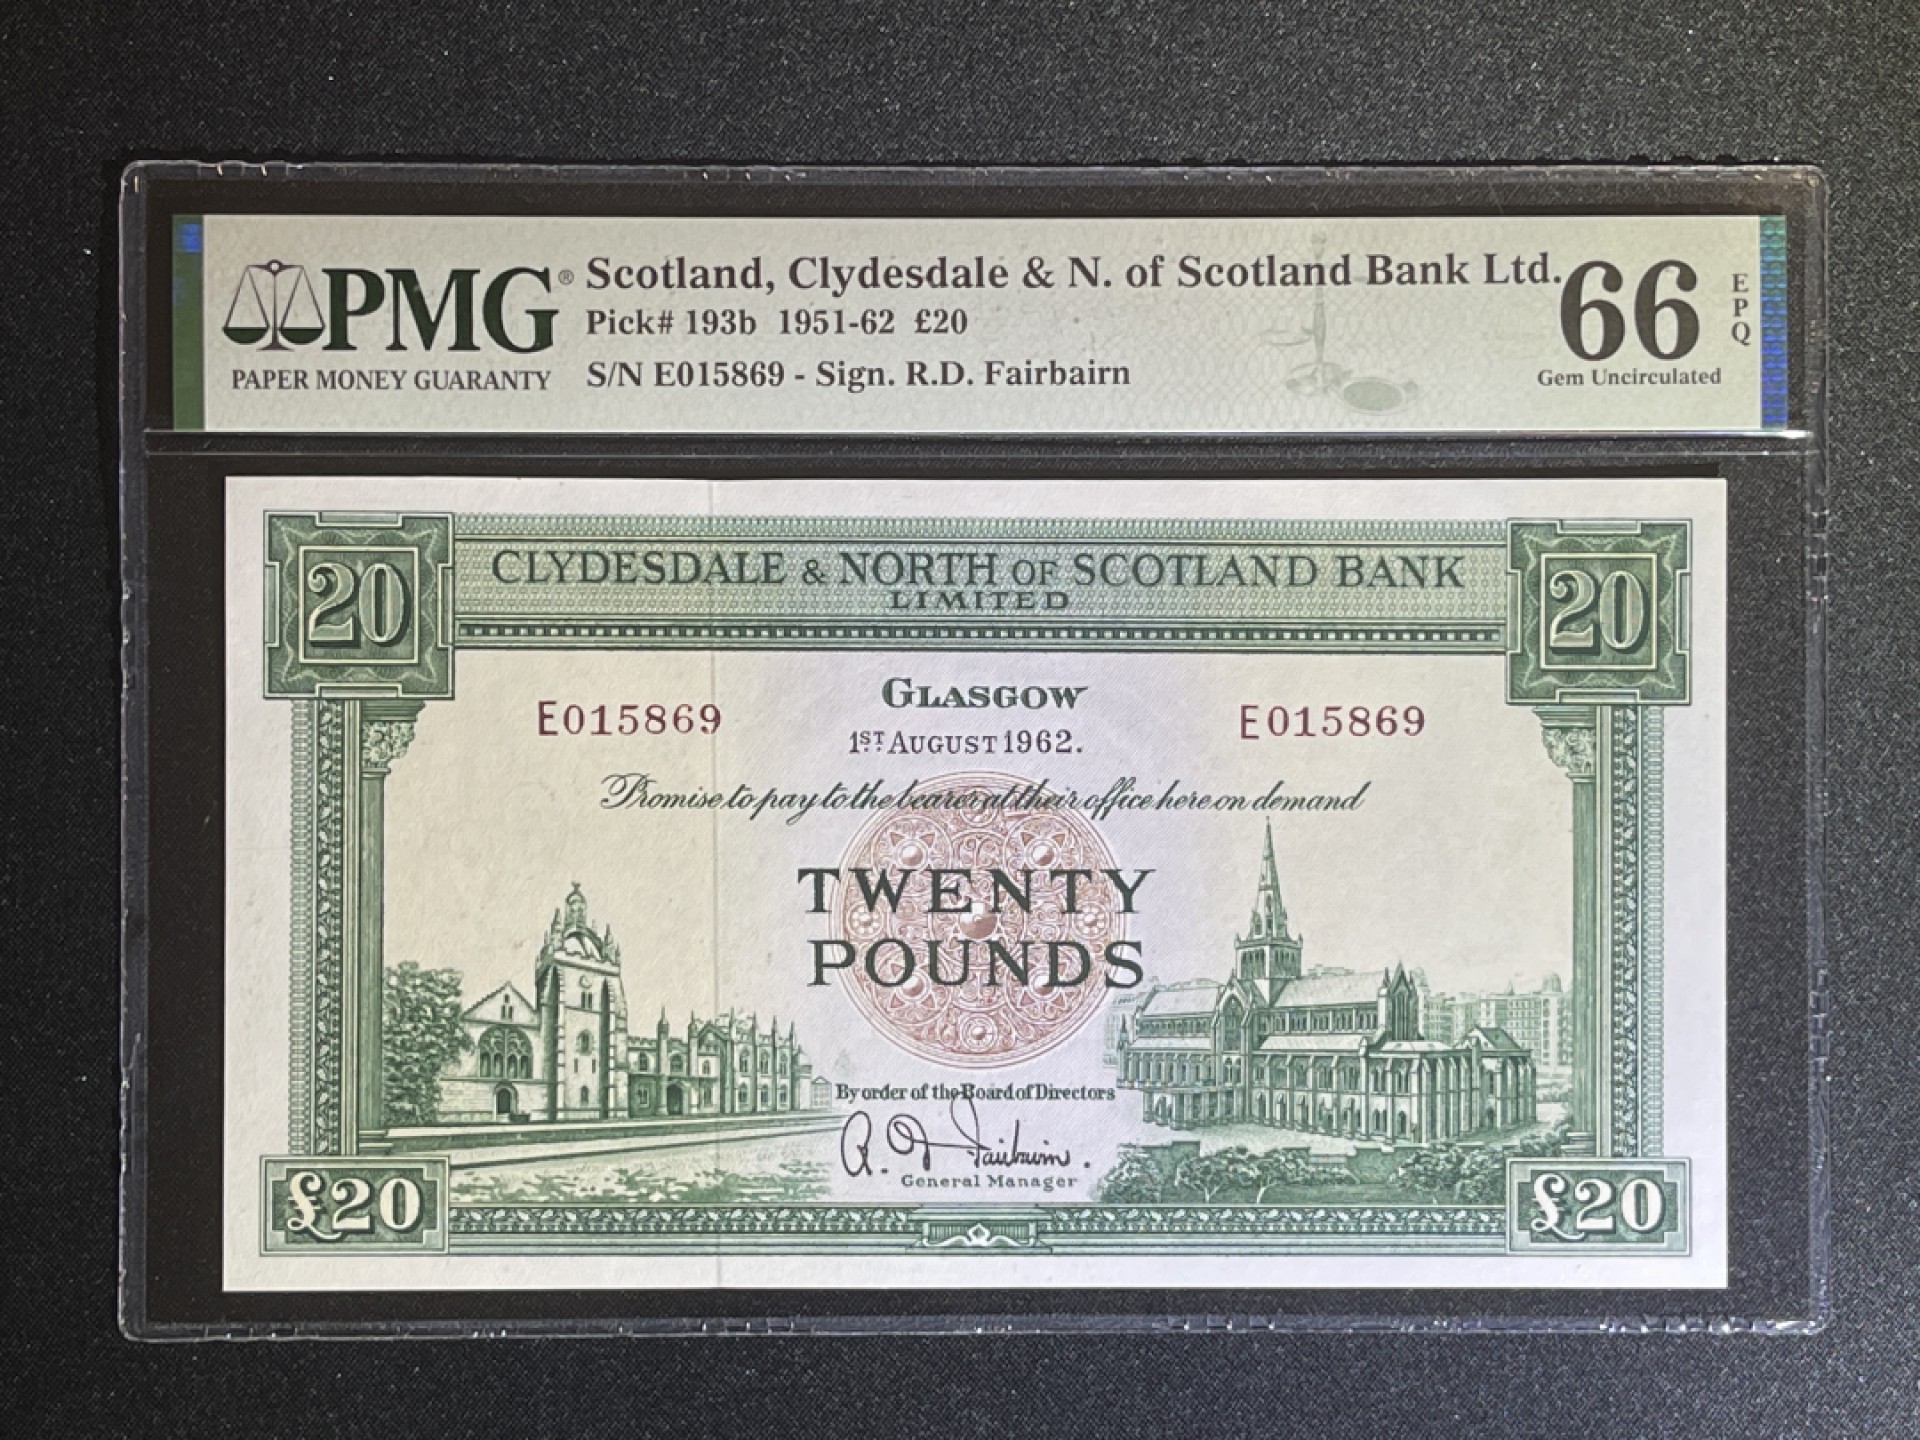 PMG®
PAPER MONEY GUARANTY
Scotland, Clydesdale & N. of Scotland Bank Ltd.
Pick# 193b 1951-62 £20
S/N E015869 - Sign. R.D. Fairbairn
66
EPQ
Gem Uncirculated
20
CLYDESDALE & NORTH OF SCOTLAND BANK
LIMITED
20
GLASGOW
E015869
E015869
1ST AUGUST 1962.
Promise to pay to the bearer at their office here on demand
TWENTY
POUNDS
By order of the Board of Directors
R. D. Fairbairn.
General Manager
£20
£20